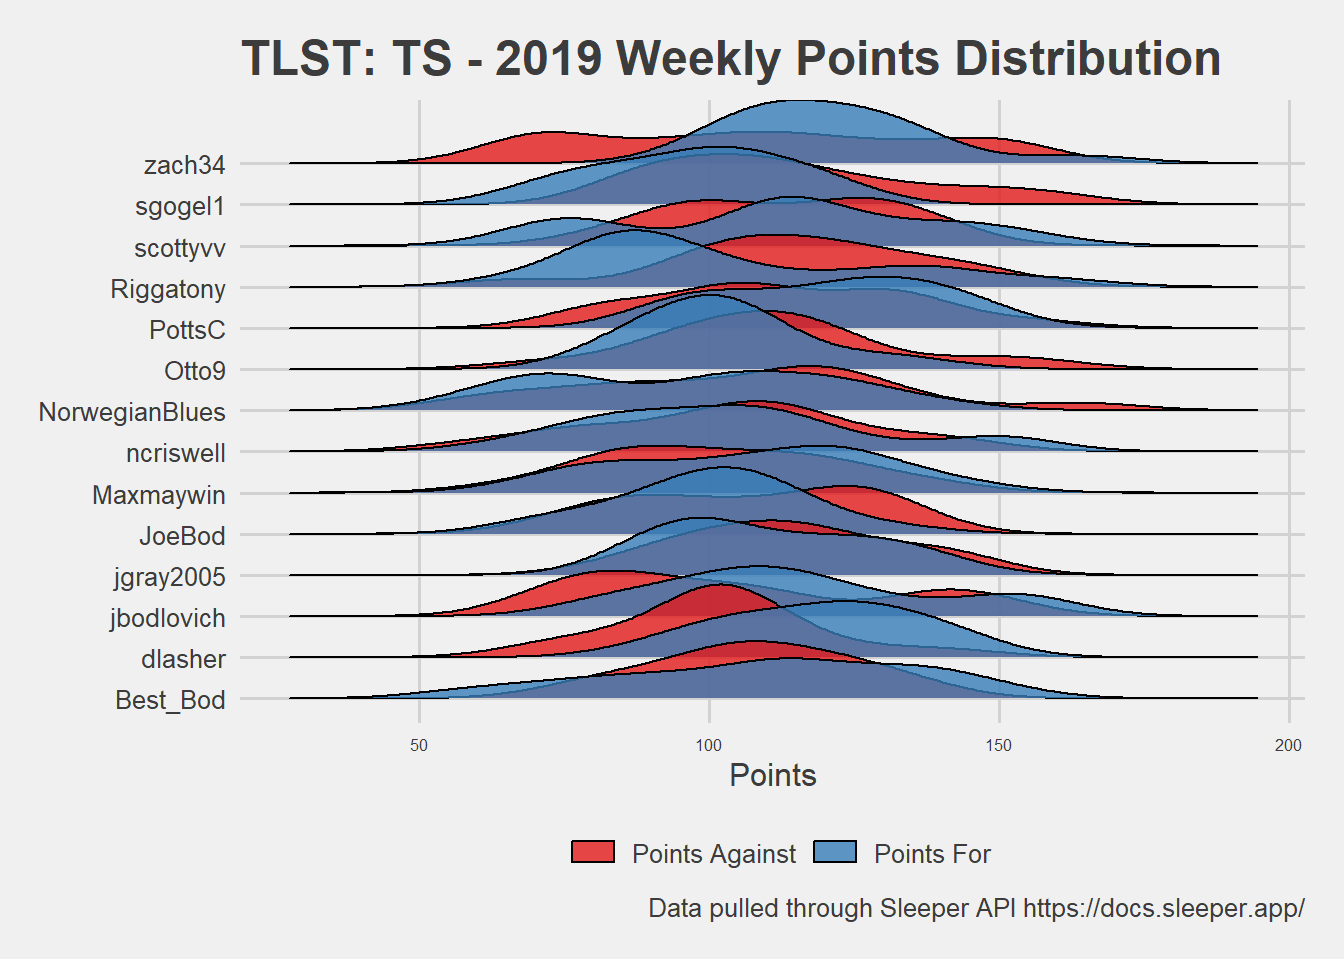 TLST: TS - 2019 Weekly Points Distribution
zach34
sgogel1
scottyvv
Riggatony
PottsC
Otto9
NorwegianBlues
ncriswell
Maxmaywin
JoeBod
jgray2005
jbodlovich
dlasher
Best_Bod
50 100 150 200
Points
Points Against Points For
Data pulled through Sleeper API https://docs.sleeper.app/